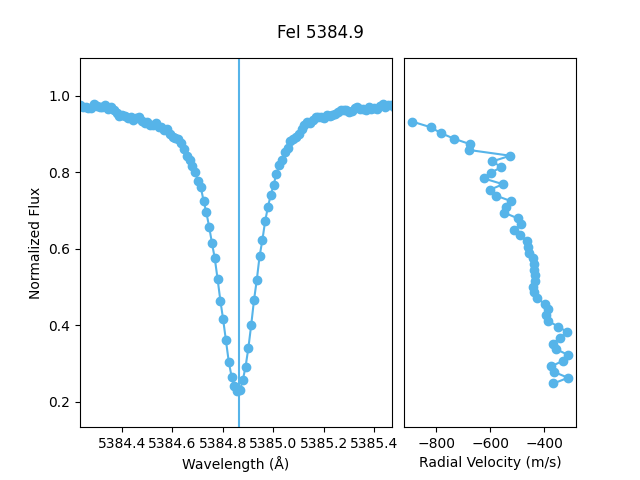 FeI 5384.9
Normalized Flux
1.0
0.8
0.6
0.4
0.2
5384.4 5384.6 5384.8 5385.0 5385.2 5385.4
Wavelength (Å)
−800 −600 −400
Radial Velocity (m/s)